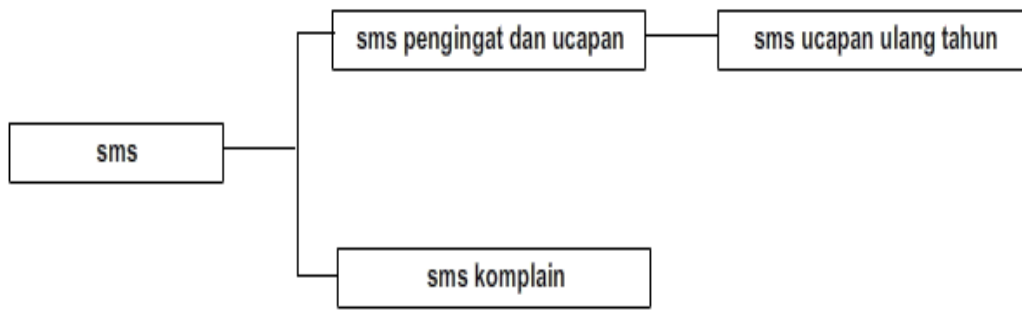 sms pengingat dan ucapan
sms ucapan ulang tahun
sms
sms komplain